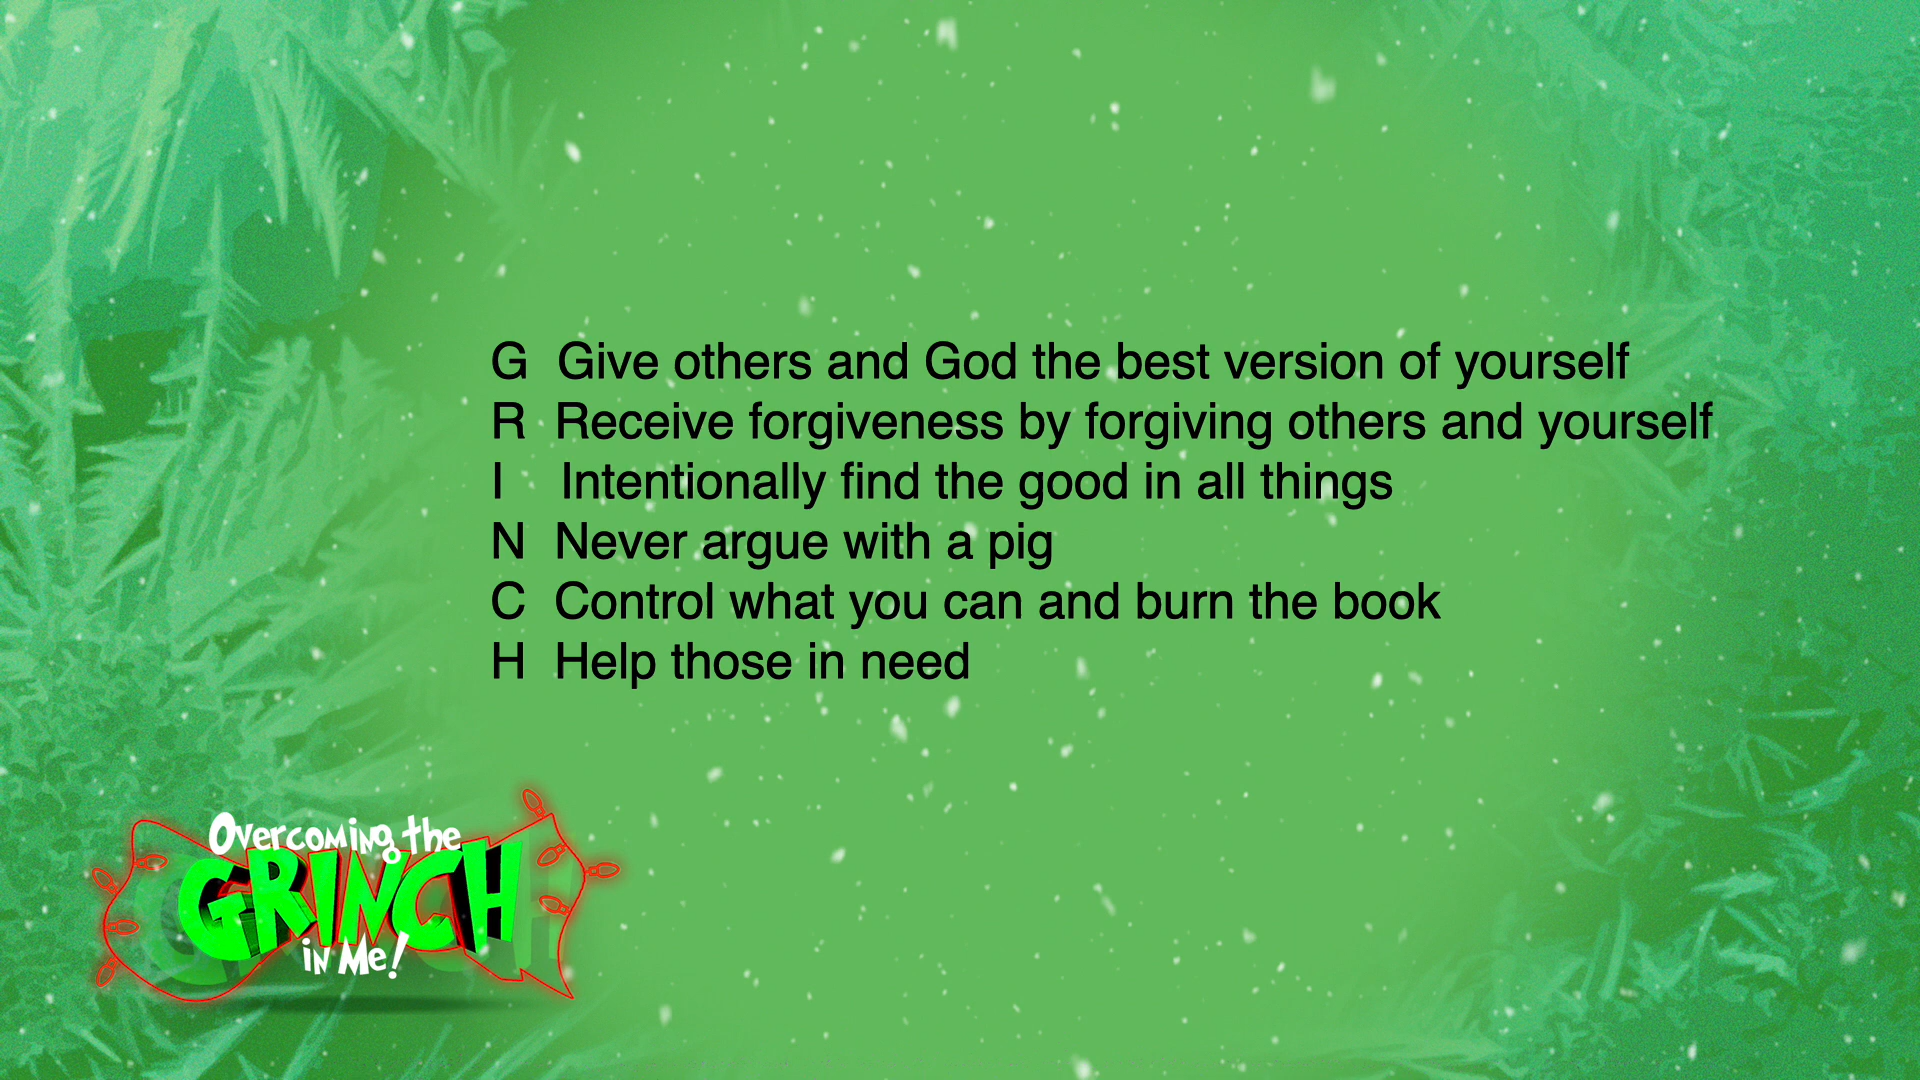 G Give others and God the best version of yourself
R Receive forgiveness by forgiving others and yourself
I Intentionally find the good in all things
N Never argue with a pig
C Control what you can and burn the book
H Help those in need
Overcoming the
GRINCH
in Me!